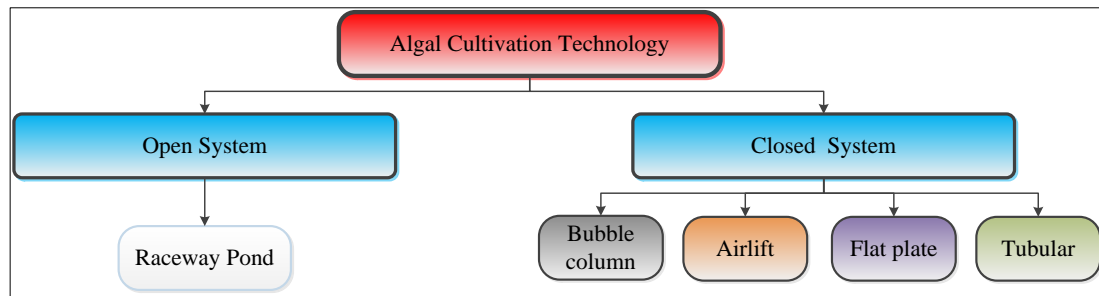 Algal Cultivation Technology
Open System
Closed System
Raceway Pond
Bubble
column
Airlift
Flat plate
Tubular